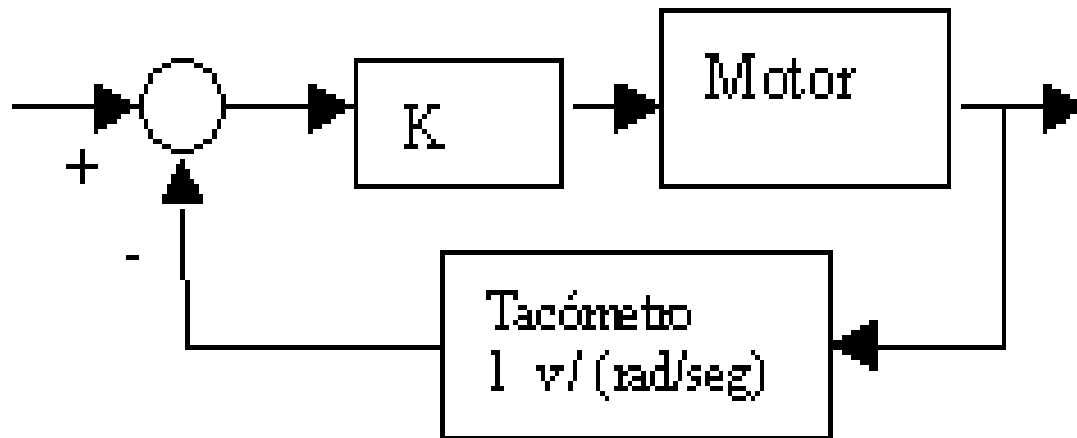 Motor
K
+
-
Tacómetro
1 v/(rad/seg)